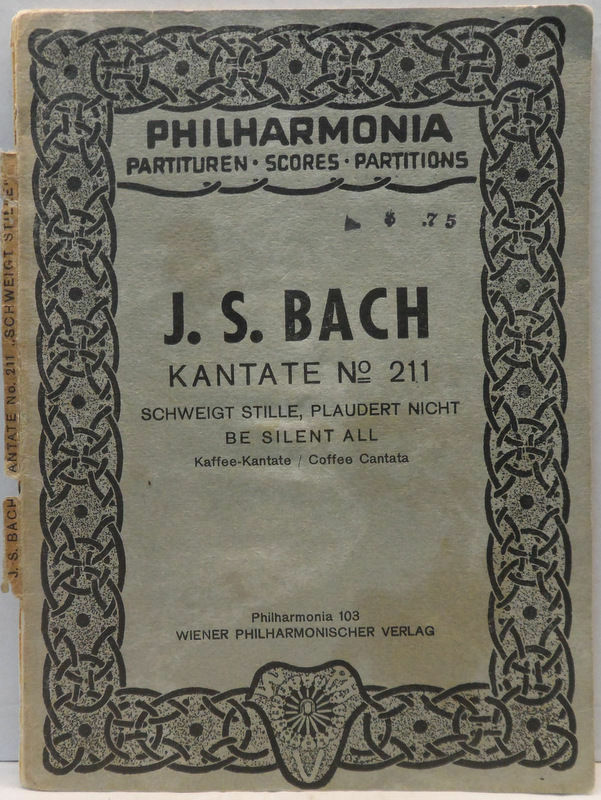 PHILHARMONIA
PARTITUREN · SCORES · PARTITIONS
$ .75
J. S. BACH
KANTATE No 211
SCHWEIGT STILLE, PLAUDERT NICHT
BE SILENT ALL
Kaffee-Kantate / Coffee Cantata
Philharmonia 103
WIENER PHILHARMONISCHER VERLAG
J. S. BACH ANTATE No. 211 „SCHWEIGT STILLE"